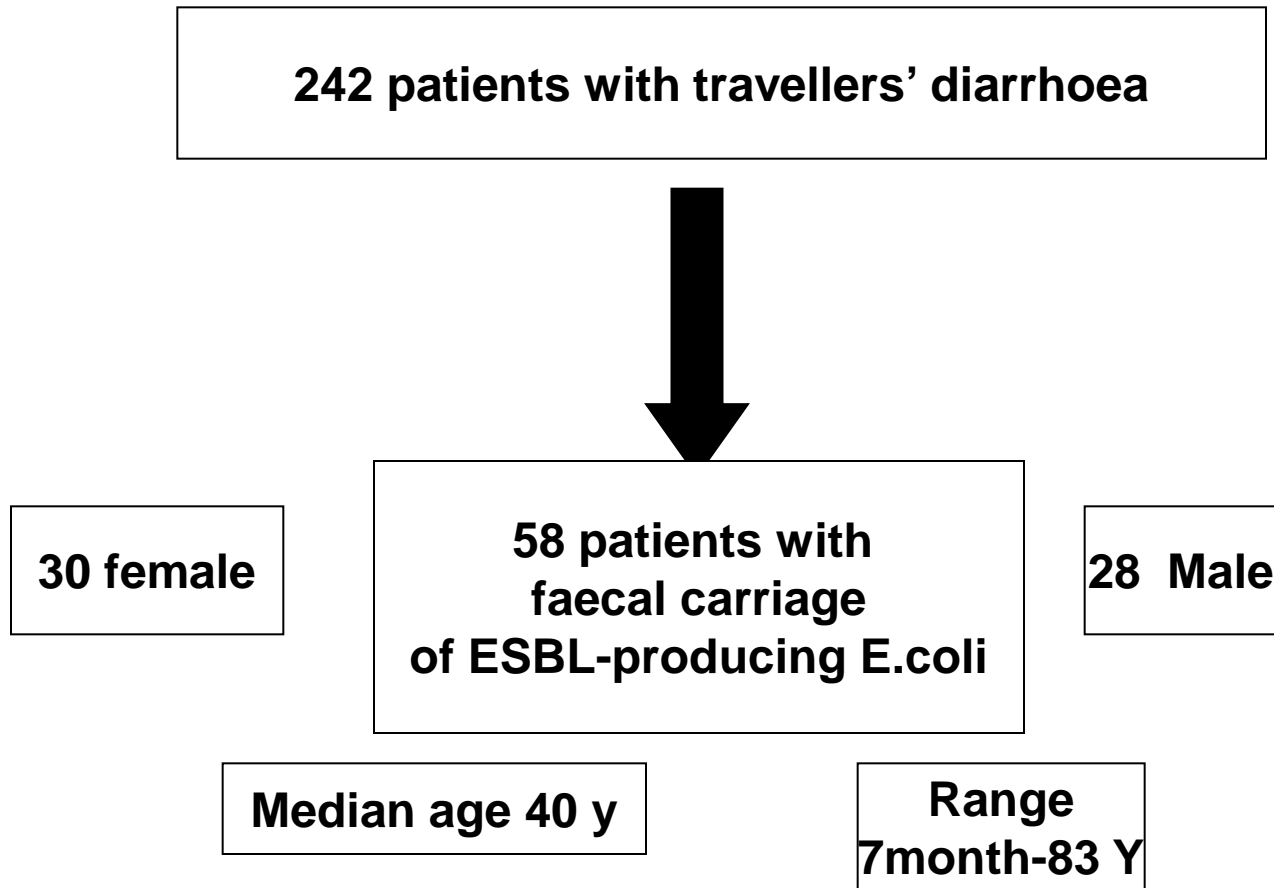 242 patients with travellers’ diarrhoea
30 female
58 patients with
faecal carriage
of ESBL-producing E.coli
28 Male
Median age 40 y
Range
7month-83 Y